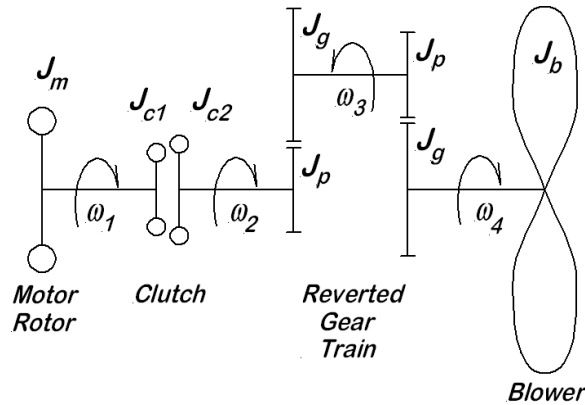 J_g
J_p
J_b
J_m
ω_3
J_c1
J_c2
J_p
J_g
ω_1
ω_2
ω_4
Motor
Rotor
Clutch
Reverted
Gear
Train
Blower